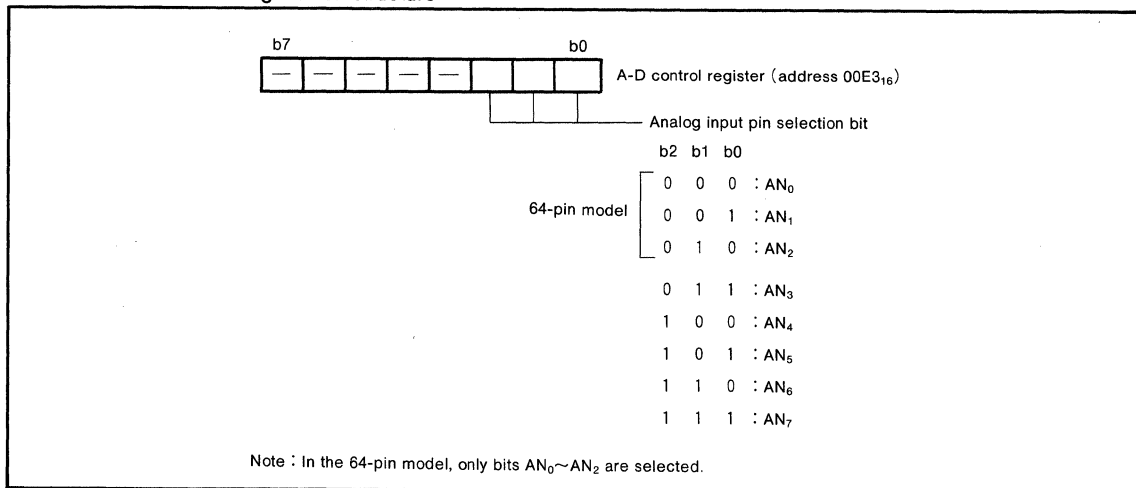 b7 b0
— — — — — A-D control register (address 00E3₁₆)
Analog input pin selection bit
b2 b1 b0
0 0 0 : AN₀
64-pin model 0 0 1 : AN₁
0 1 0 : AN₂
0 1 1 : AN₃
1 0 0 : AN₄
1 0 1 : AN₅
1 1 0 : AN₆
1 1 1 : AN₇
Note : In the 64-pin model, only bits AN₀~AN₂ are selected.